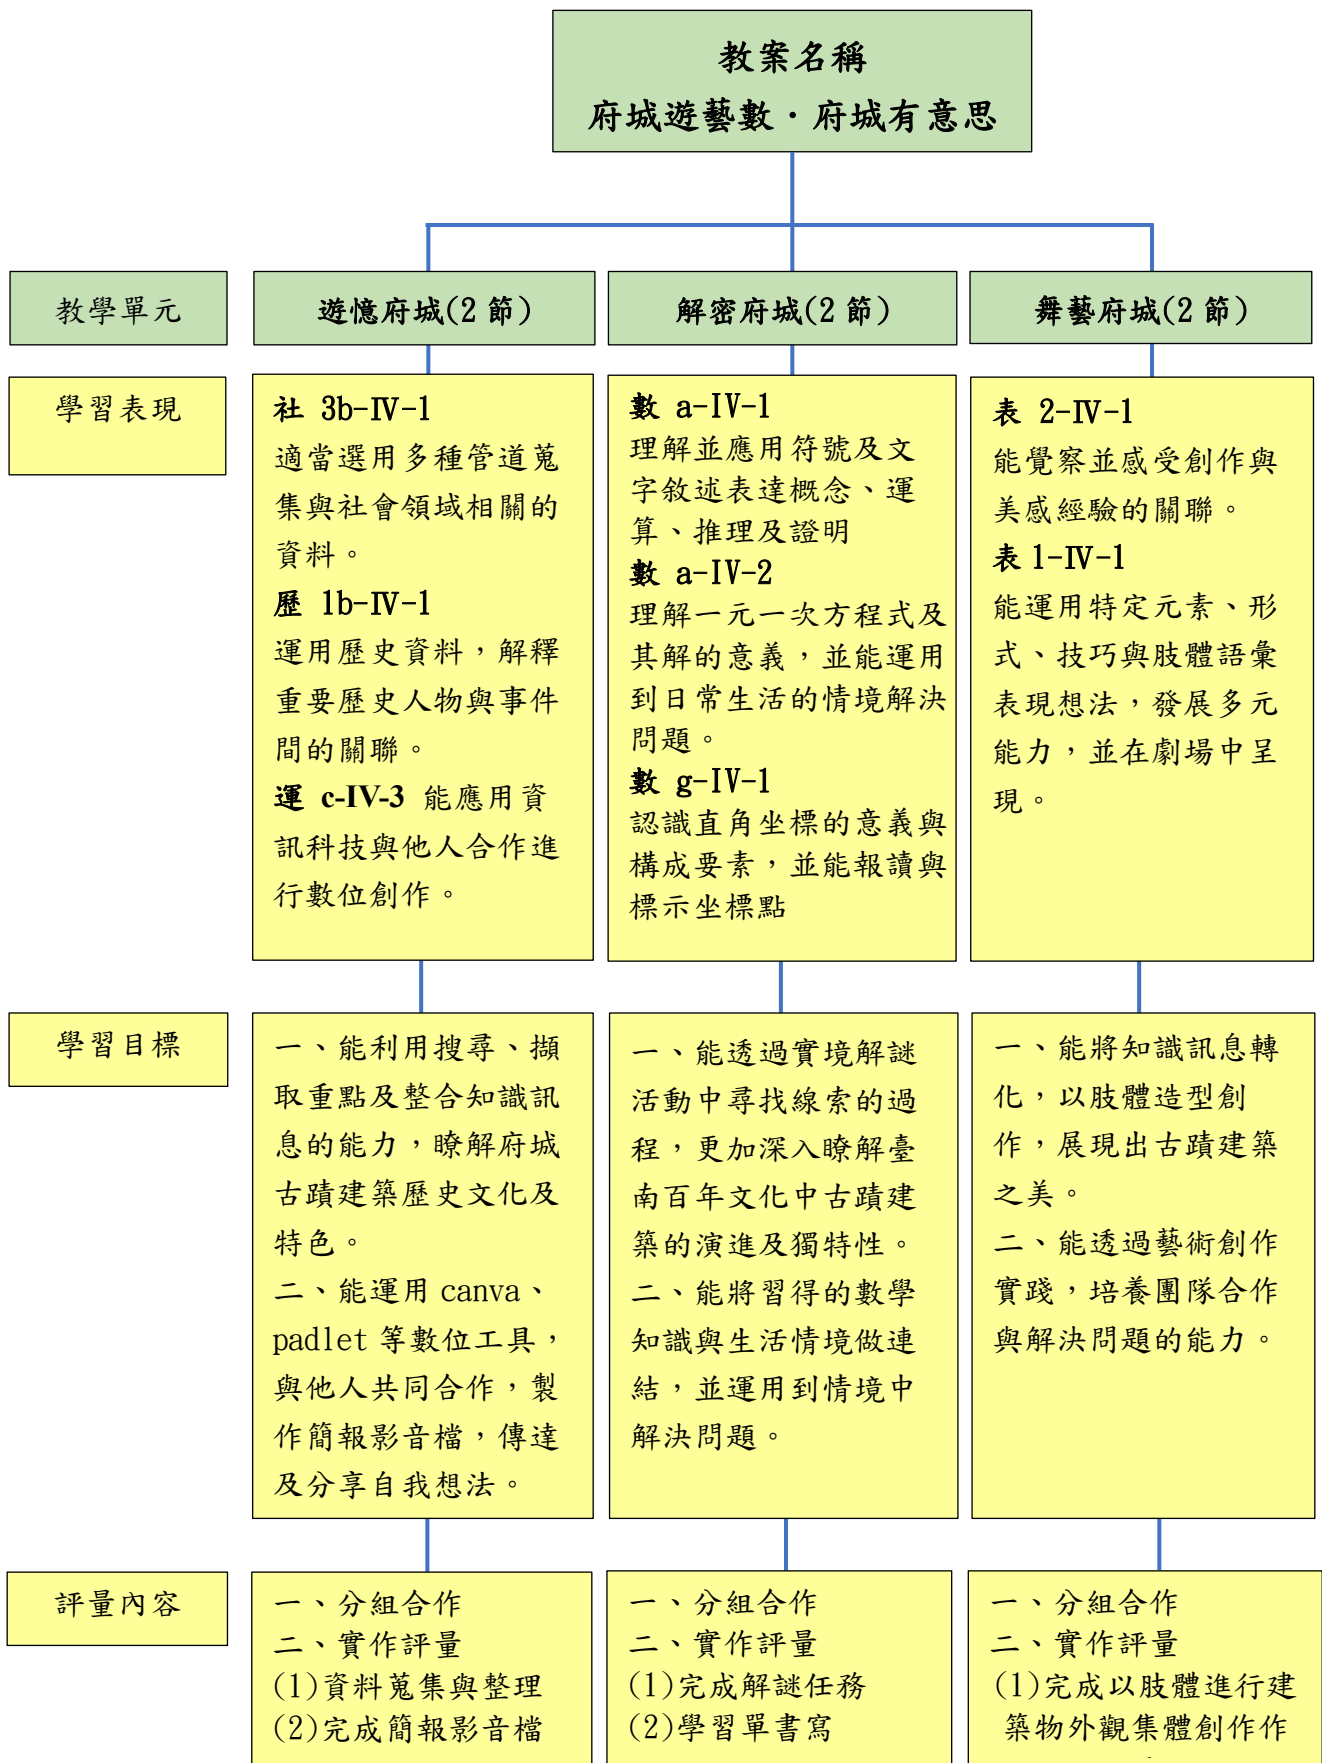 教案名稱
府城遊藝數・府城有意思
教學單元
遊憶府城(2 節)
解密府城(2 節)
舞藝府城(2 節)
學習表現
社 3b-Ⅳ-1
適當選用多種管道蒐
集與社會領域相關的
資料。
歷 1b-Ⅳ-1
運用歷史資料，解釋
重要歷史人物與事件
間的關聯。
運 c-IV-3 能應用資
訊科技與他人合作進
行數位創作。
數 a-IV-1
理解並應用符號及文
字敘述表達概念、運
算、推理及證明
數 a-IV-2
理解一元一次方程式及
其解的意義，並能運用
到日常生活的情境解決
問題。
數 g-IV-1
認識直角坐標的意義與
構成要素，並能報讀與
標示坐標點
表 2-Ⅳ-1
能覺察並感受創作與
美感經驗的關聯。
表 1-Ⅳ-1
能運用特定元素、形
式、技巧與肢體語彙
表現想法，發展多元
能力，並在劇場中呈
現。
學習目標
一、能利用搜尋、擷
取重點及整合知識訊
息的能力，瞭解府城
古蹟建築歷史文化及
特色。
二、能運用 canva、
padlet 等數位工具，
與他人共同合作，製
作簡報影音檔，傳達
及分享自我想法。
一、能透過實境解謎
活動中尋找線索的過
程，更加深入瞭解臺
南百年文化中古蹟建
築的演進及獨特性。
二、能將習得的數學
知識與生活情境做連
結，並運用到情境中
解決問題。
一、能將知識訊息轉
化，以肢體造型創
作，展現出古蹟建築
之美。
二、能透過藝術創作
實踐，培養團隊合作
與解決問題的能力。
評量內容
一、分組合作
二、實作評量
(1)資料蒐集與整理
(2)完成簡報影音檔
一、分組合作
二、實作評量
(1)完成解謎任務
(2)學習單書寫
一、分組合作
二、實作評量
(1)完成以肢體進行建
築物外觀集體創作作